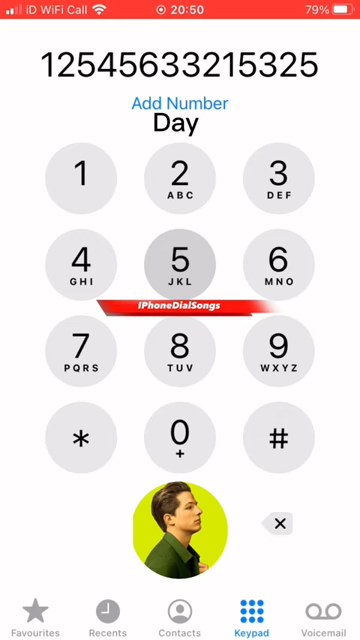 iD WiFi Call 20:50 79%
12545633215325
Add Number
Day
1 2 3
ABC DEF
4 5 6
GHI JKL MNO
iPhoneDialSongs
7 8 9
PQRS TUV WXYZ
* 0 #
+
Favourites Recents Contacts Keypad Voicemail